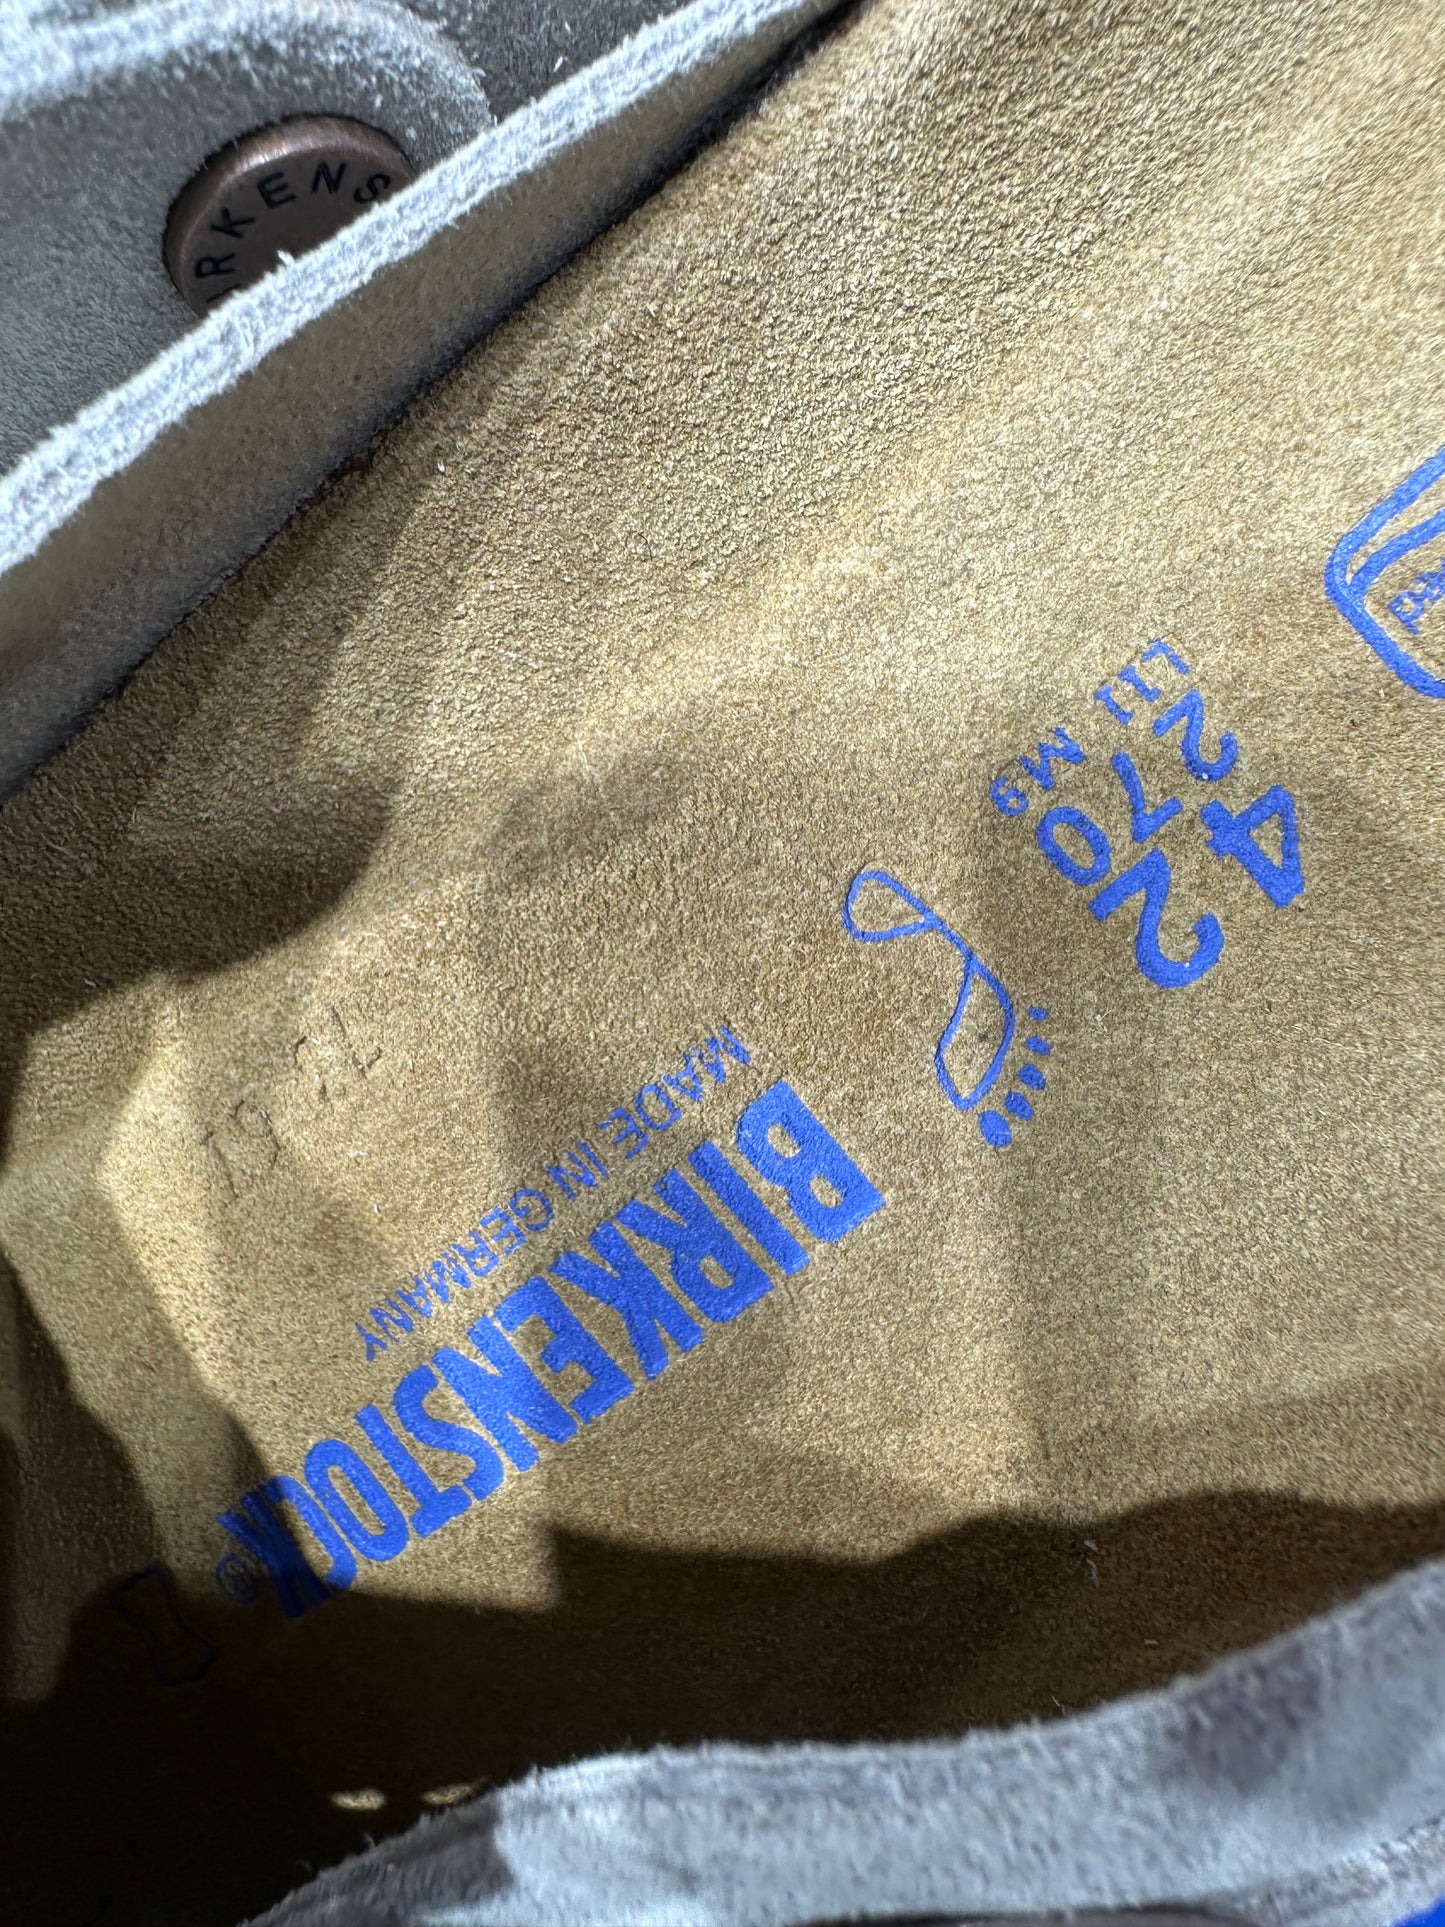 RKENS
42
270
L11 M9
BIRKENSTOCK®
MADE IN GERMANY